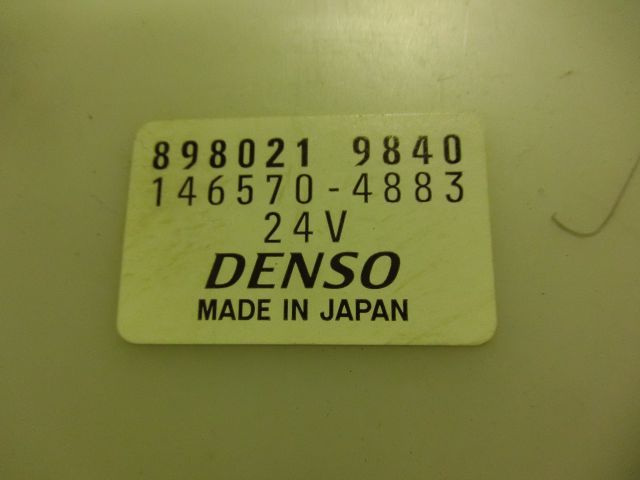 898021 9840
146570-4883
24V
DENSO
MADE IN JAPAN